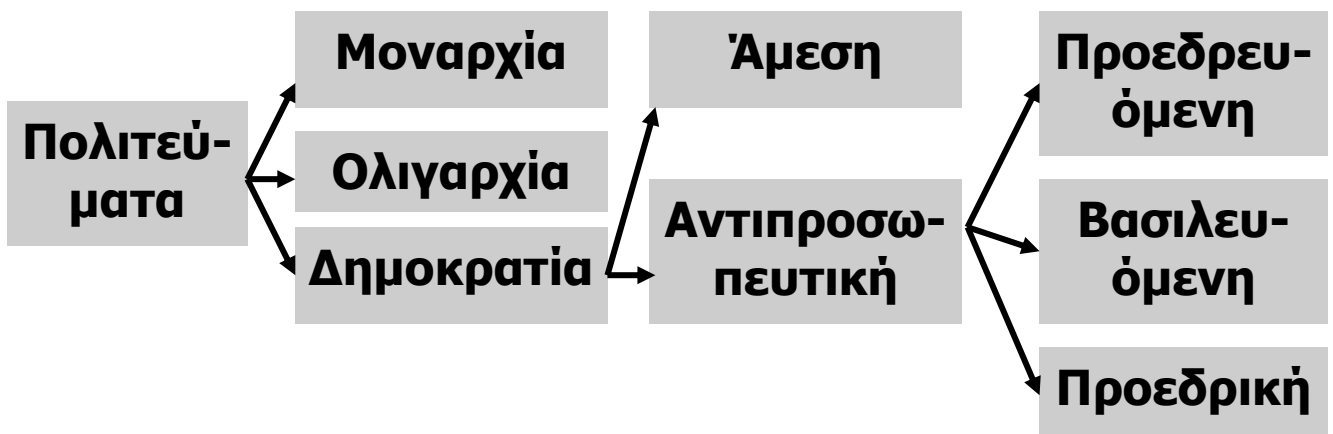 Πολιτεύ-
ματα
Μοναρχία
Ολιγαρχία
Δημοκρατία
Άμεση
Αντιπροσω-
πευτική
Προεδρευ-
όμενη
Βασιλευ-
όμενη
Προεδρική